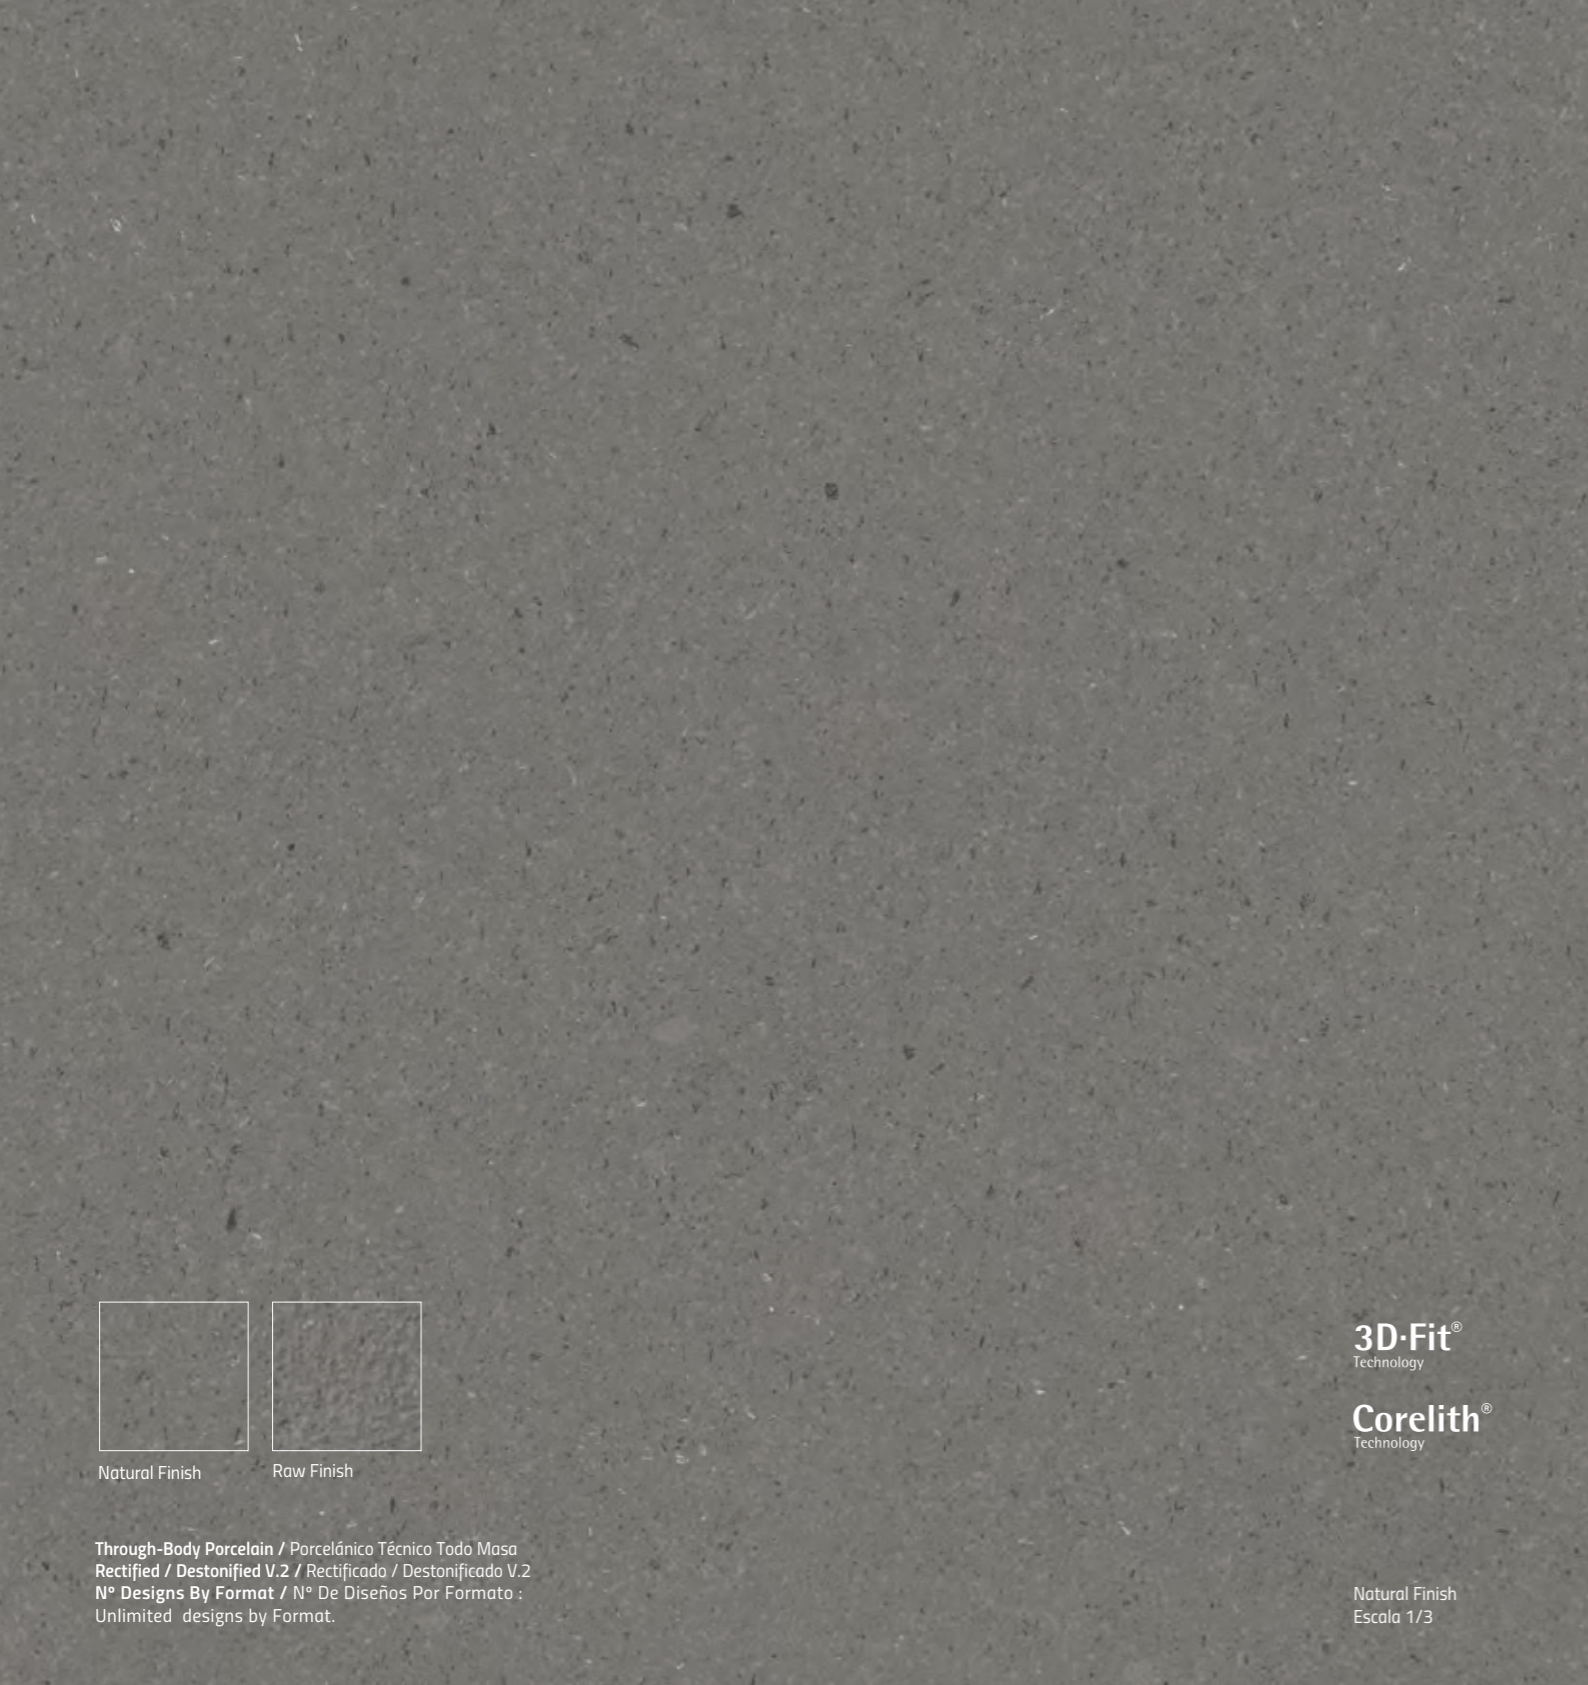 3D·Fit®
Technology
Corelith®
Technology
Natural Finish
Raw Finish
Through-Body Porcelain / Porcelánico Técnico Todo Masa
Rectified / Destonified V.2 / Rectificado / Destonificado V.2
Nº Designs By Format / Nº De Diseños Por Formato :
Unlimited designs by Format.
Natural Finish
Escala 1/3